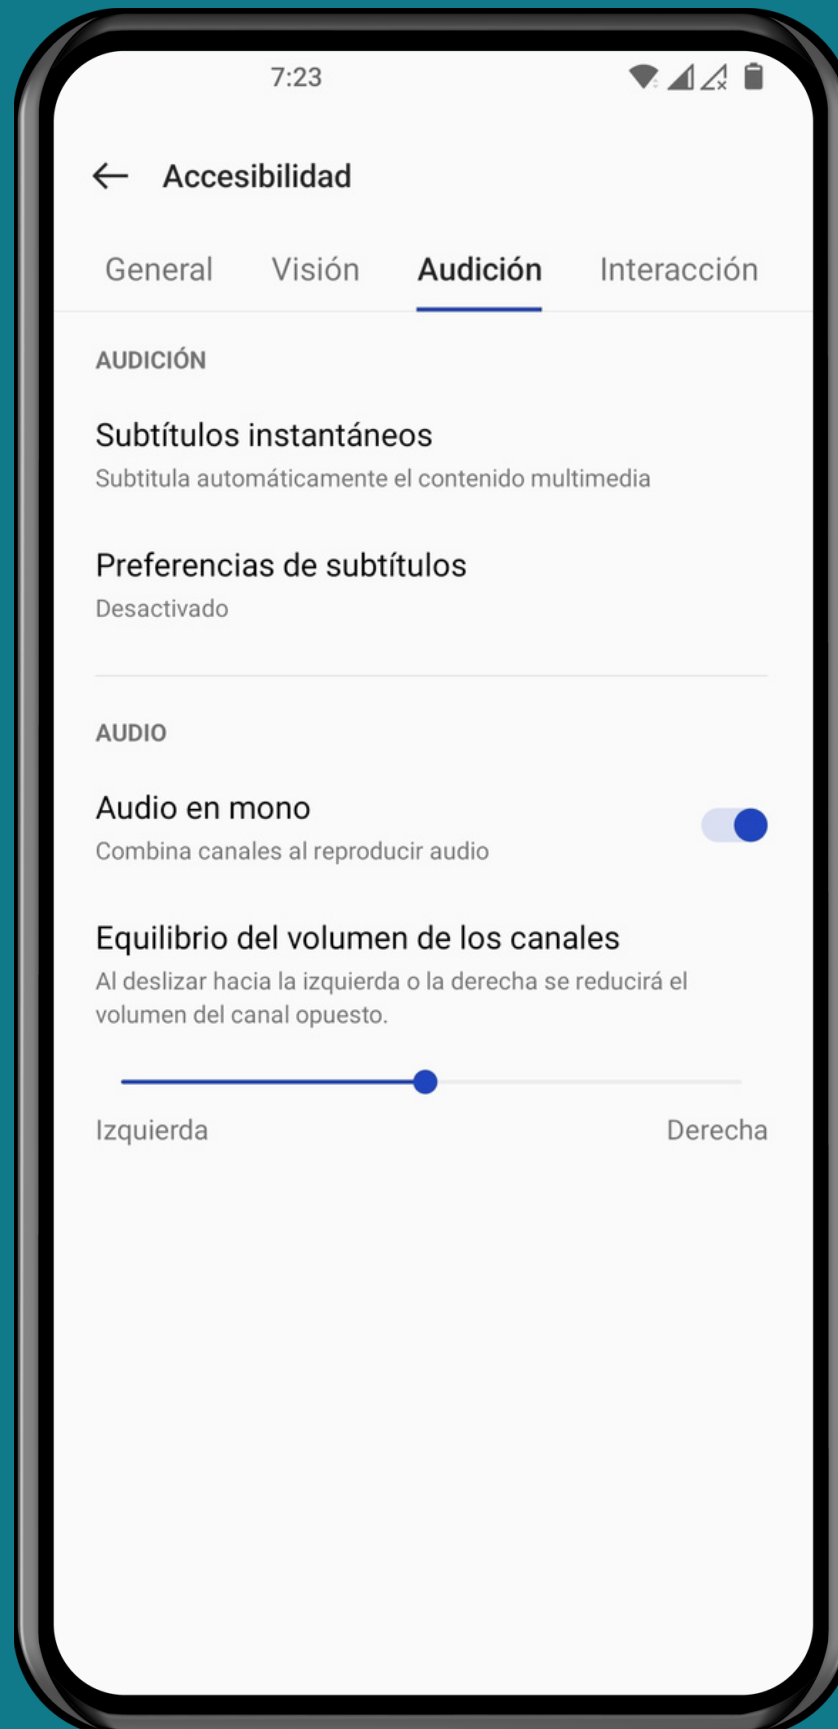 7:23
Accesibilidad
General Visión Audición Interacción
AUDICIÓN
Subtítulos instantáneos
Subtitula automáticamente el contenido multimedia
Preferencias de subtítulos
Desactivado
AUDIO
Audio en mono
Combina canales al reproducir audio
Equilibrio del volumen de los canales
Al deslizar hacia la izquierda o la derecha se reducirá el
volumen del canal opuesto.
Izquierda Derecha